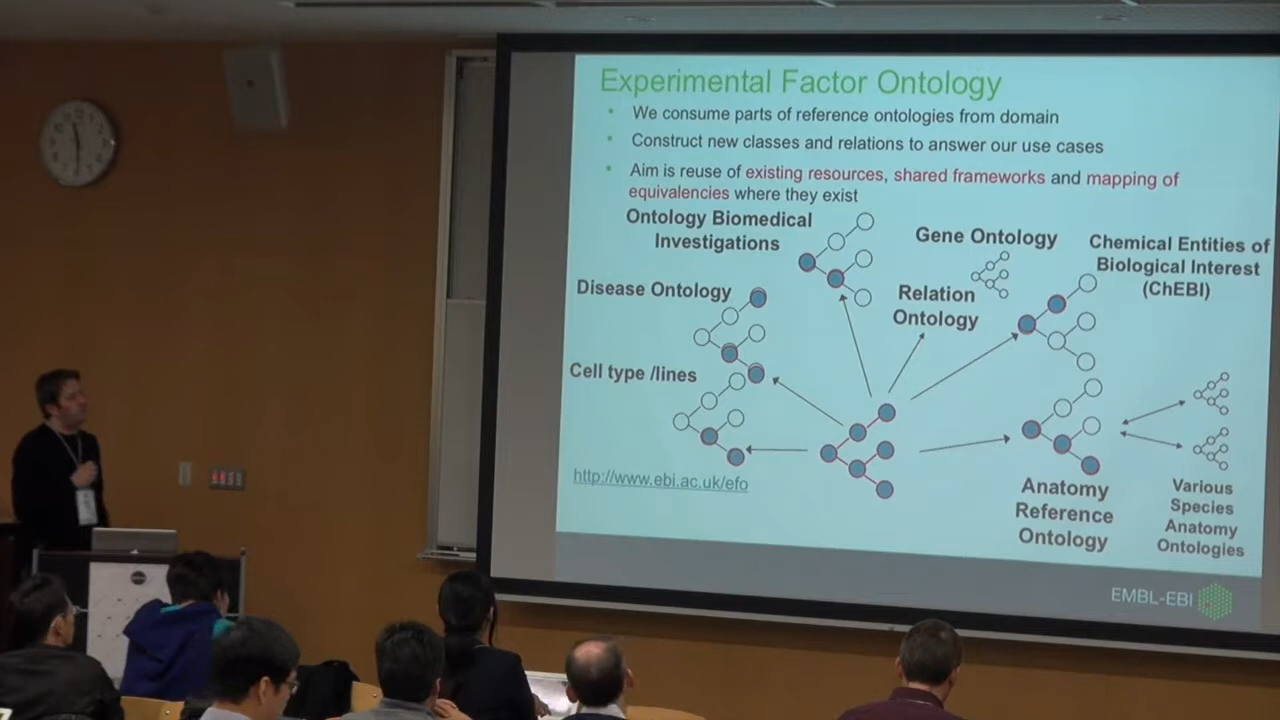 Experimental Factor Ontology
• We consume parts of reference ontologies from domain
• Construct new classes and relations to answer our use cases
• Aim is reuse of existing resources, shared frameworks and mapping of
equivalencies where they exist
Ontology Biomedical
Investigations
Gene Ontology
Chemical Entities of
Biological Interest
(ChEBI)
Disease Ontology
Relation
Ontology
Cell type /lines
http://www.ebi.ac.uk/efo
Anatomy
Reference
Ontology
Various
Species
Anatomy
Ontologies
EMBL-EBI